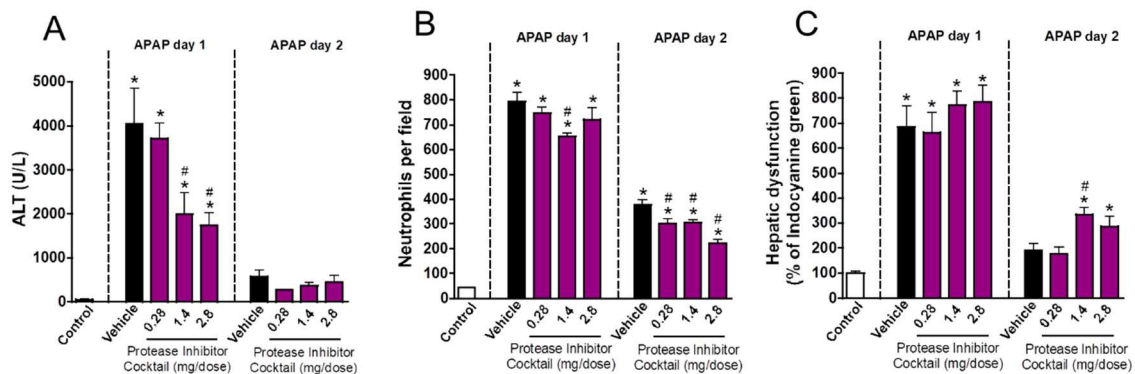 A
APAP day 1
APAP day 2
ALT (U/L)
5000
4000
3000
2000
1000
0
*
*
#
*
#
*
Control
Vehicle
0.28
1.4
2.8
Vehicle
0.28
1.4
2.8
Protease Inhibitor
Cocktail (mg/dose)
Protease Inhibitor
Cocktail (mg/dose)
B
APAP day 1
APAP day 2
Neutrophils per field
900
800
700
600
500
400
300
200
100
0
*
*
#
*
*
*
#
*
#
*
#
*
Control
Vehicle
0.28
1.4
2.8
Vehicle
0.28
1.4
2.8
Protease Inhibitor
Cocktail (mg/dose)
Protease Inhibitor
Cocktail (mg/dose)
C
APAP day 1
APAP day 2
Hepatic dysfunction
(% of Indocyanine green)
900
800
700
600
500
400
300
200
100
0
*
*
*
*
#
*
*
Control
Vehicle
0.28
1.4
2.8
Vehicle
0.28
1.4
2.8
Protease Inhibitor
Cocktail (mg/dose)
Protease Inhibitor
Cocktail (mg/dose)